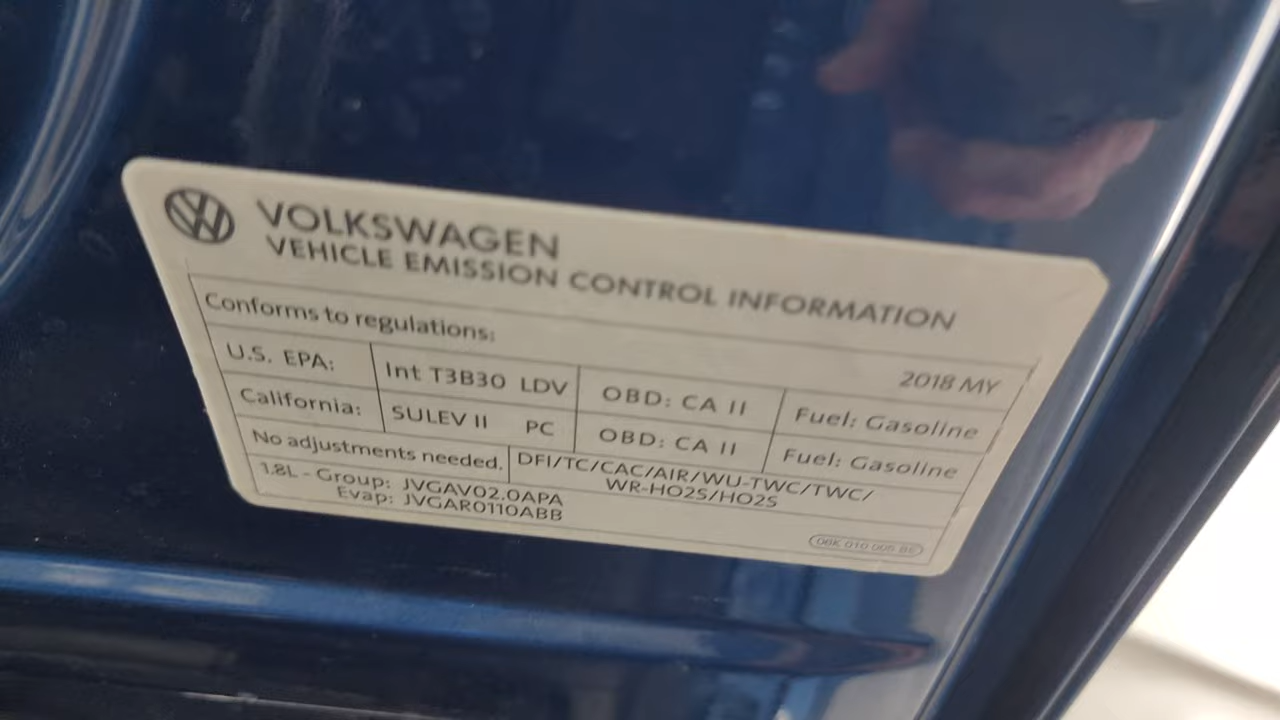 VOLKSWAGEN
VEHICLE EMISSION CONTROL INFORMATION
Conforms to regulations:
2018 MY
U.S. EPA: Int T3B30 LDV OBD: CA II Fuel: Gasoline
California: SULEV II PC OBD: CA II Fuel: Gasoline
No adjustments needed. DFI/TC/CAC/AIR/WU-TWC/TWC/
WR-HO2S/HO2S
1.8L - Group: JVGAV02.0APA
Evap: JVGAR0110ABB
010